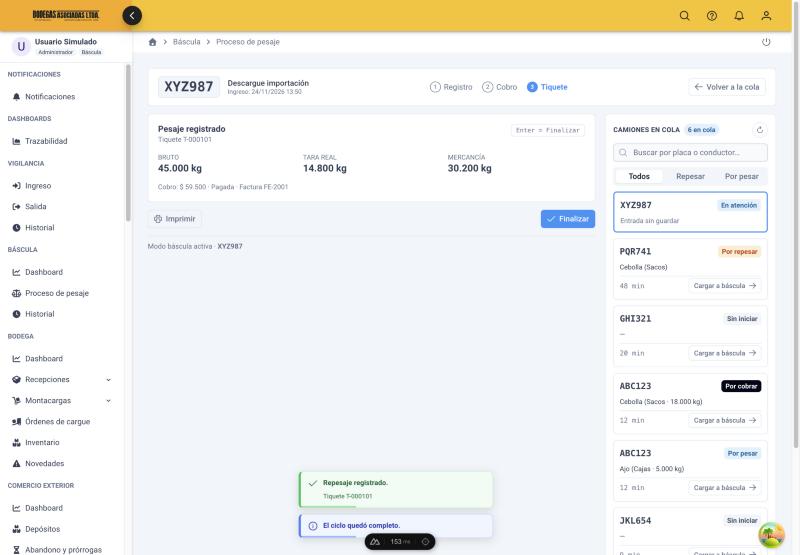 BODEGAS ASOCIADAS LTDA.
U
Usuario Simulado
Administrador
Báscula
NOTIFICACIONES
Notificaciones
DASHBOARDS
Trazabilidad
VIGILANCIA
Ingreso
Salida
Historial
BÁSCULA
Dashboard
Proceso de pesaje
Historial
BODEGA
Dashboard
Recepciones
Montacargas
Órdenes de cargue
Inventario
Novedades
COMERCIO EXTERIOR
Dashboard
Depósitos
Abandono y prórrogas
Báscula
Proceso de pesaje
XYZ987
Descargue importación
Ingreso: 24/11/2026 13:50
1 Registro
2 Cobro
3 Tiquete
Volver a la cola
Pesaje registrado
Tiquete T-000101
Enter = Finalizar
BRUTO
45.000 kg
TARA REAL
14.800 kg
MERCANCÍA
30.200 kg
Cobro: $ 59.500 · Pagada · Factura FE-2001
Imprimir
Finalizar
Modo báscula activa · XYZ987
CAMIONES EN COLA
6 en cola
Buscar por placa o conductor...
Todos
Repesar
Por pesar
XYZ987
En atención
Entrada sin guardar
PQR741
Por repesar
Cebolla (Sacos)
48 min
Cargar a báscula
GHI321
Sin iniciar
—
20 min
Cargar a báscula
ABC123
Por cobrar
Cebolla (Sacos · 18.000 kg)
12 min
Cargar a báscula
ABC123
Por pesar
Ajo (Cajas · 5.000 kg)
12 min
Cargar a báscula
JKL654
Sin iniciar
—
Repesaje registrado.
Tiquete T-000101
El ciclo quedó completo.
153 ms